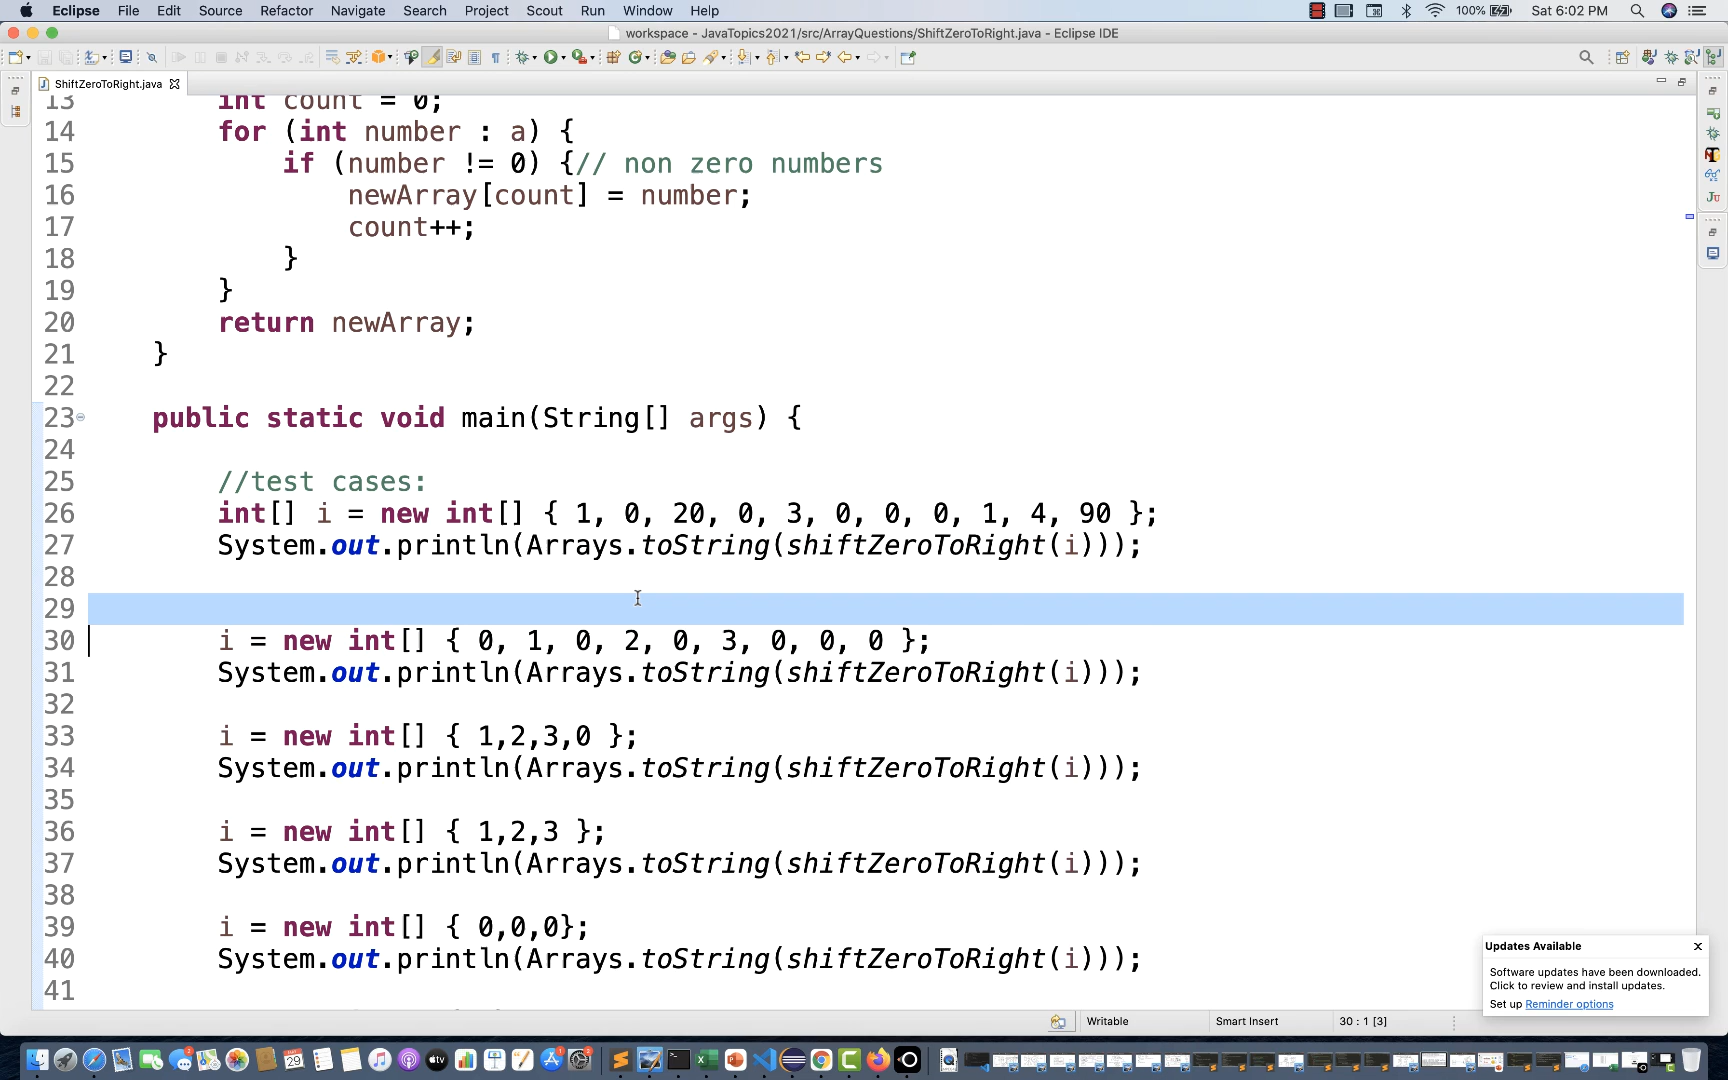 Eclipse File Edit Source Refactor Navigate Search Project Scout Run Window Help 100% Sat 6:02 PM
workspace - JavaTopics2021/src/ArrayQuestions/ShiftZeroToRight.java - Eclipse IDE
ShiftZeroToRight.java
13 int count = 0;
14 for (int number : a) {
15 if (number != 0) {// non zero numbers
16 newArray[count] = number;
17 count++;
18 }
19 }
20 return newArray;
21 }
22
23 public static void main(String[] args) {
24
25 //test cases:
26 int[] i = new int[] { 1, 0, 20, 0, 3, 0, 0, 0, 1, 4, 90 };
27 System.out.println(Arrays.toString(shiftZeroToRight(i)));
28
29
30 i = new int[] { 0, 1, 0, 2, 0, 3, 0, 0, 0 };
31 System.out.println(Arrays.toString(shiftZeroToRight(i)));
32
33 i = new int[] { 1,2,3,0 };
34 System.out.println(Arrays.toString(shiftZeroToRight(i)));
35
36 i = new int[] { 1,2,3 };
37 System.out.println(Arrays.toString(shiftZeroToRight(i)));
38
39 i = new int[] { 0,0,0};
40 System.out.println(Arrays.toString(shiftZeroToRight(i)));
41
Updates Available
Software updates have been downloaded.
Click to review and install updates.
Set up Reminder options
Writable Smart Insert 30 : 1 [3]